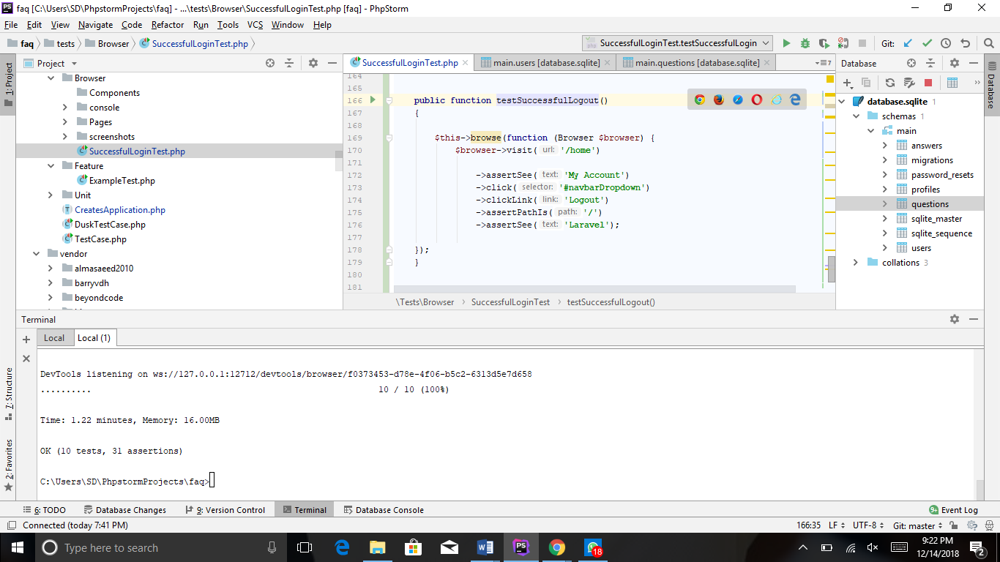 faq [C:\Users\SD\PhpstormProjects\faq] - ...\tests\Browser\SuccessfulLoginTest.php [faq] - PhpStorm
File Edit View Navigate Code Refactor Run Tools VCS Window Help
faq tests Browser SuccessfulLoginTest.php SuccessfulLoginTest.testSuccessfulLogin Git:
1: Project
Project
Browser
Components
console
Pages
screenshots
SuccessfulLoginTest.php
Feature
ExampleTest.php
Unit
CreatesApplication.php
DuskTestCase.php
TestCase.php
vendor
almasaeed2010
barryvdh
beyondcode
SuccessfulLoginTest.php main.users [database.sqlite] main.questions [database.sqlite] 7
164
165
166 public function testSuccessfulLogout()
167 {
168
169 $this->browse(function (Browser $browser) {
170 $browser->visit( url: '/home')
171
172 ->assertSee( text: 'My Account')
173 ->click( selector: '#navbarDropdown')
174 ->clickLink( link: 'Logout')
175 ->assertPathIs( path: '/')
176 ->assertSee( text: 'Laravel');
177
178 });
179 }
180
181
\Tests\Browser SuccessfulLoginTest testSuccessfulLogout()
Database
database.sqlite 1
schemas 1
main
answers
migrations
password_resets
profiles
questions
sqlite_master
sqlite_sequence
users
collations 3
Database
Terminal
Local Local (1)
DevTools listening on ws://127.0.0.1:12712/devtools/browser/f0373453-d78e-4f06-b5c2-6313d5e7d658
.......... 10 / 10 (100%)
Time: 1.22 minutes, Memory: 16.00MB
OK (10 tests, 31 assertions)
C:\Users\SD\PhpstormProjects\faq>
7: Structure
2: Favorites
6: TODO Database Changes 9: Version Control Terminal Database Console 9+ Event Log
Connected (today 7:41 PM) 166:35 LF UTF-8 Git: master
Type here to search 18 9:22 PM
12/14/2018 2